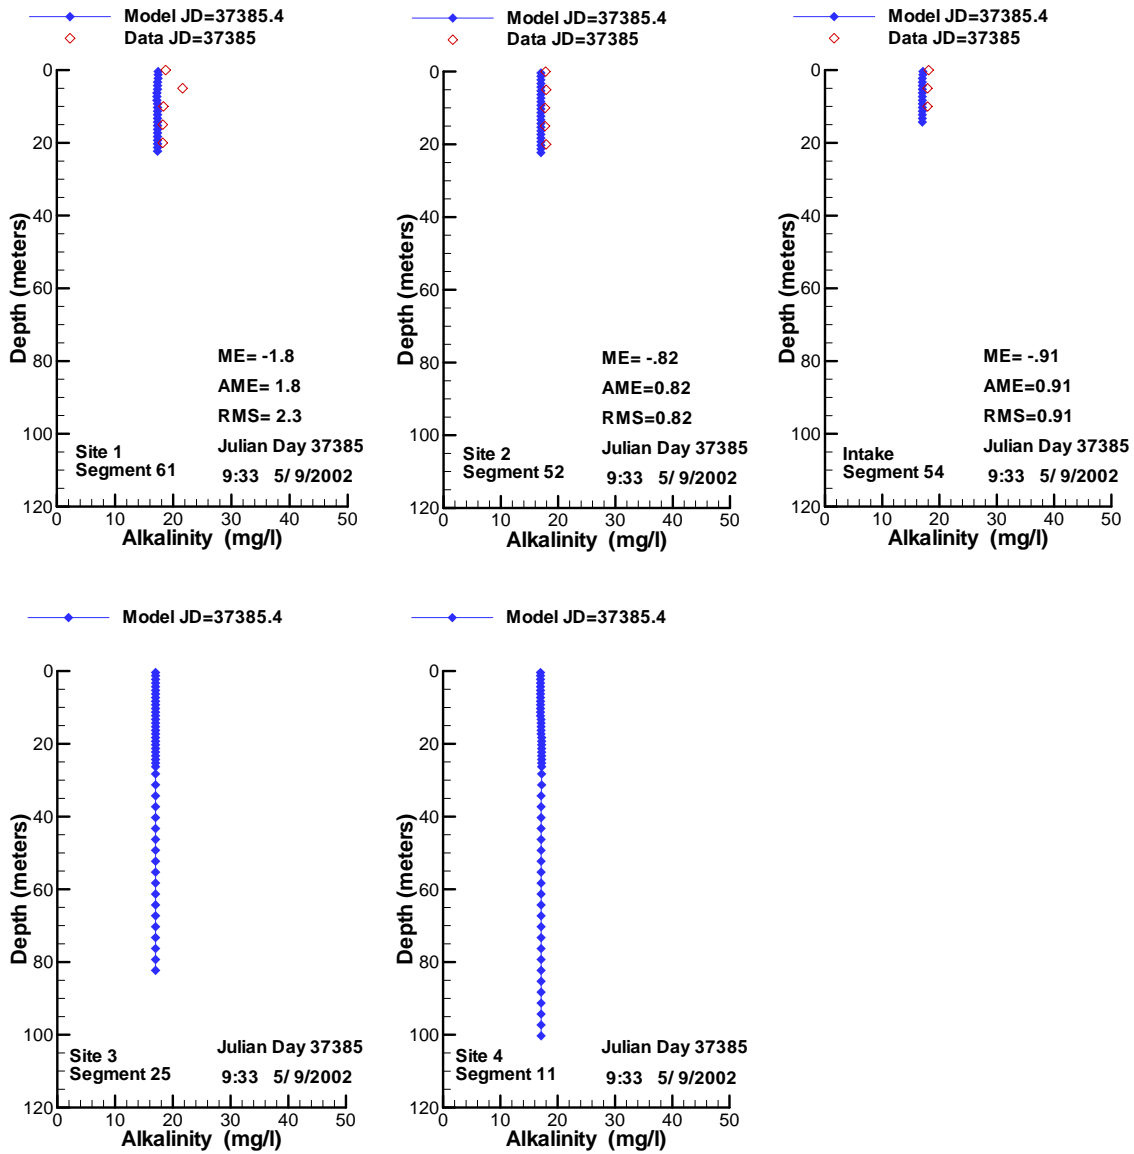 Model JD=37385.4
Data JD=37385
0
20
40
60
80
100
120
Depth (meters)
ME= -1.8
AME= 1.8
RMS= 2.3
Site 1
Segment 61
Julian Day 37385
9:33 5/ 9/2002
0 10 20 30 40 50
Alkalinity (mg/l)
Model JD=37385.4
Data JD=37385
0
20
40
60
80
100
120
Depth (meters)
ME= -.82
AME=0.82
RMS=0.82
Site 2
Segment 52
Julian Day 37385
9:33 5/ 9/2002
0 10 20 30 40 50
Alkalinity (mg/l)
Model JD=37385.4
Data JD=37385
0
20
40
60
80
100
120
Depth (meters)
ME= -.91
AME=0.91
RMS=0.91
Intake
Segment 54
Julian Day 37385
9:33 5/ 9/2002
0 10 20 30 40 50
Alkalinity (mg/l)
Model JD=37385.4
0
20
40
60
80
100
120
Depth (meters)
Site 3
Segment 25
Julian Day 37385
9:33 5/ 9/2002
0 10 20 30 40 50
Alkalinity (mg/l)
Model JD=37385.4
0
20
40
60
80
100
120
Depth (meters)
Site 4
Segment 11
Julian Day 37385
9:33 5/ 9/2002
0 10 20 30 40 50
Alkalinity (mg/l)